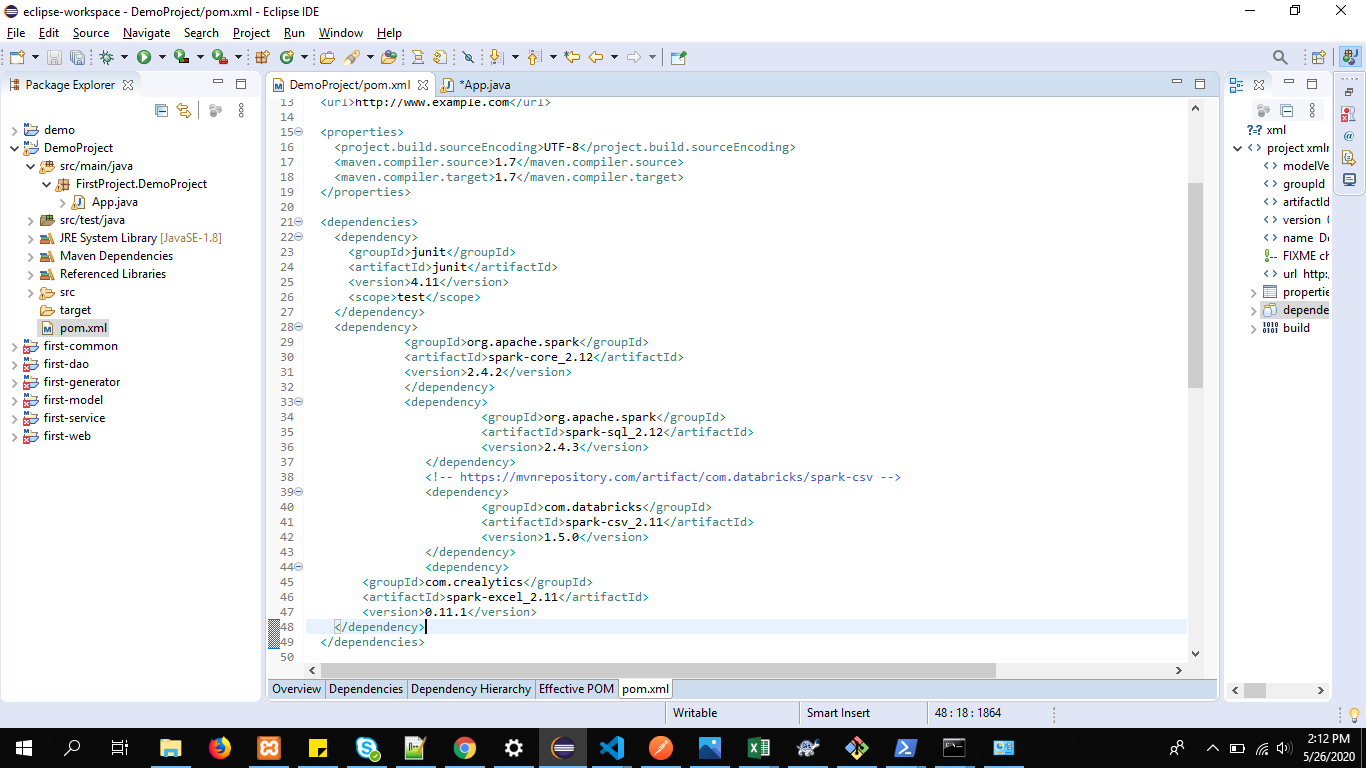 eclipse-workspace - DemoProject/pom.xml - Eclipse IDE
File Edit Source Navigate Search Project Run Window Help
Package Explorer
demo
DemoProject
src/main/java
FirstProject.DemoProject
App.java
src/test/java
JRE System Library [JavaSE-1.8]
Maven Dependencies
Referenced Libraries
src
target
pom.xml
first-common
first-dao
first-generator
first-model
first-service
first-web
DemoProject/pom.xml
*App.java
13 <url>http://www.example.com</url>
14
15 <properties>
16 <project.build.sourceEncoding>UTF-8</project.build.sourceEncoding>
17 <maven.compiler.source>1.7</maven.compiler.source>
18 <maven.compiler.target>1.7</maven.compiler.target>
19 </properties>
20
21 <dependencies>
22 <dependency>
23 <groupId>junit</groupId>
24 <artifactId>junit</artifactId>
25 <version>4.11</version>
26 <scope>test</scope>
27 </dependency>
28 <dependency>
29 <groupId>org.apache.spark</groupId>
30 <artifactId>spark-core_2.12</artifactId>
31 <version>2.4.2</version>
32 </dependency>
33 <dependency>
34 <groupId>org.apache.spark</groupId>
35 <artifactId>spark-sql_2.12</artifactId>
36 <version>2.4.3</version>
37 </dependency>
38 <!-- https://mvnrepository.com/artifact/com.databricks/spark-csv -->
39 <dependency>
40 <groupId>com.databricks</groupId>
41 <artifactId>spark-csv_2.11</artifactId>
42 <version>1.5.0</version>
43 </dependency>
44 <dependency>
45 <groupId>com.crealytics</groupId>
46 <artifactId>spark-excel_2.11</artifactId>
47 <version>0.11.1</version>
48 </dependency>
49 </dependencies>
50
Overview Dependencies Dependency Hierarchy Effective POM pom.xml
?=? xml
project xmlr
modelVe
groupId
artifactId
version
name De
FIXME ch
url http:
propertie
depende
build
Writable Smart Insert 48 : 18 : 1864
2:12 PM
5/26/2020